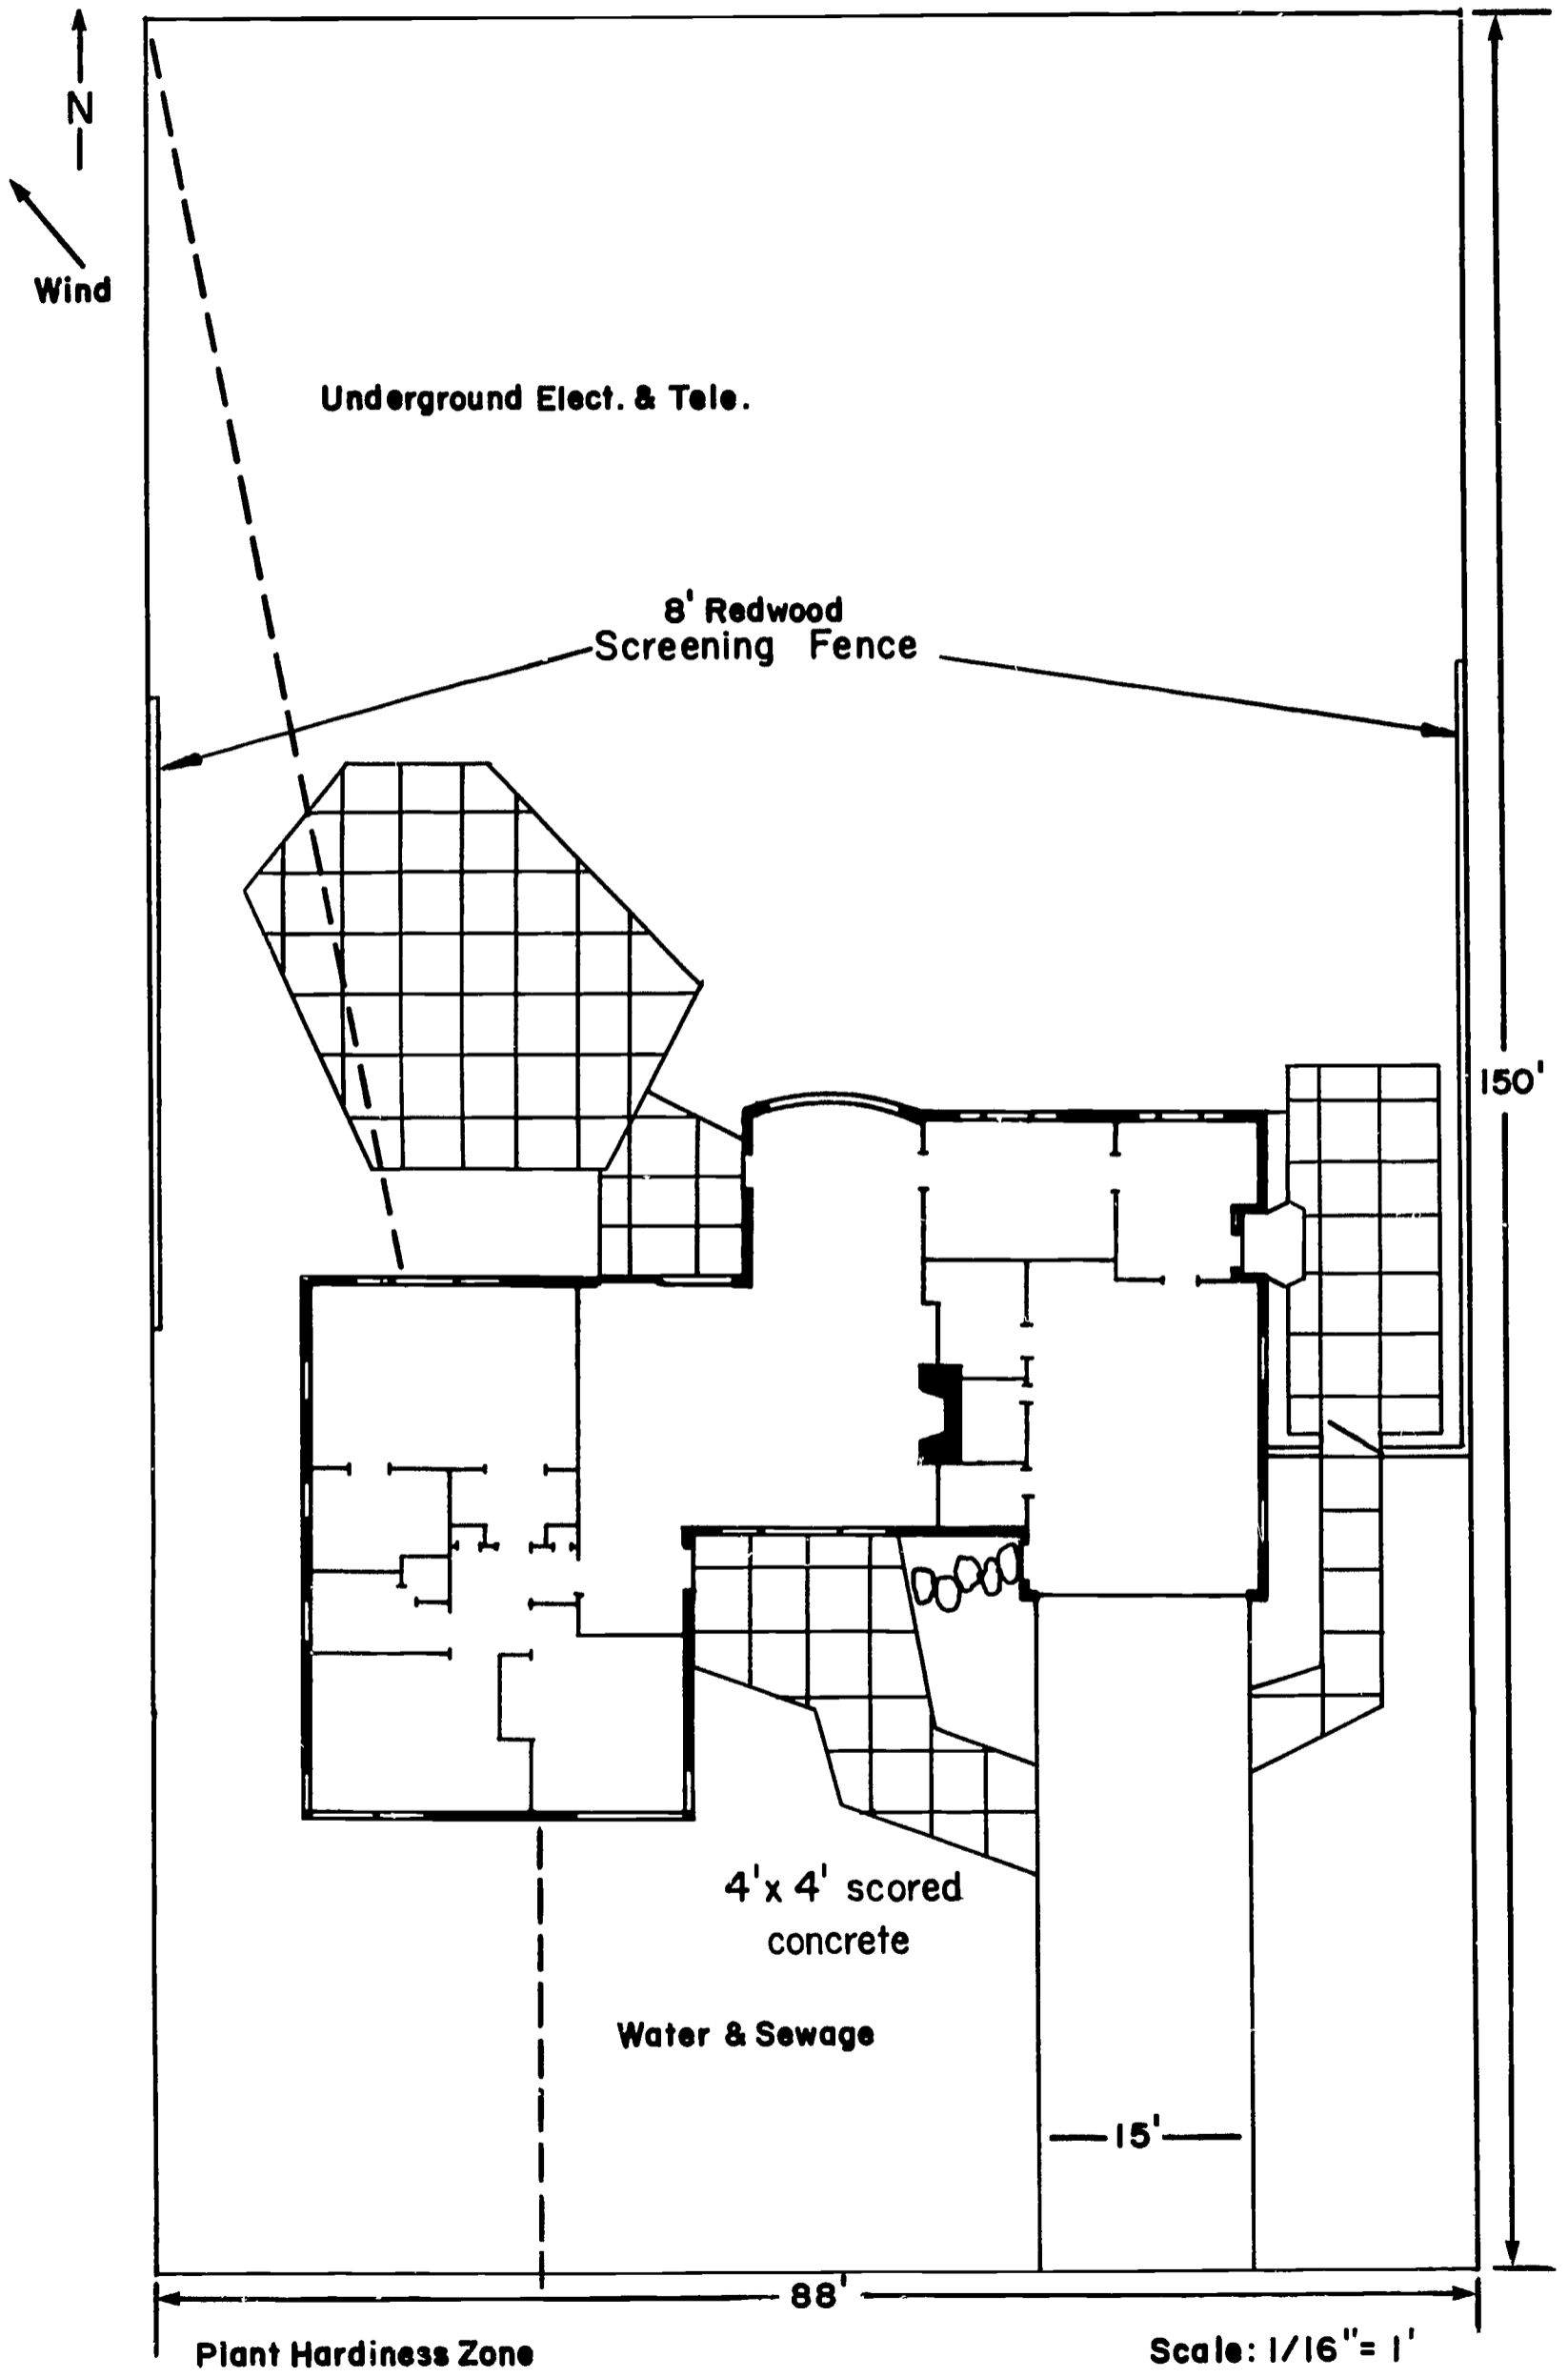 N
Wind
Underground Elect. & Tele.
8' Redwood
Screening Fence
150'
4'x 4' scored
concrete
Water & Sewage
15'
88'
Plant Hardiness Zone
Scale: 1/16"= 1'